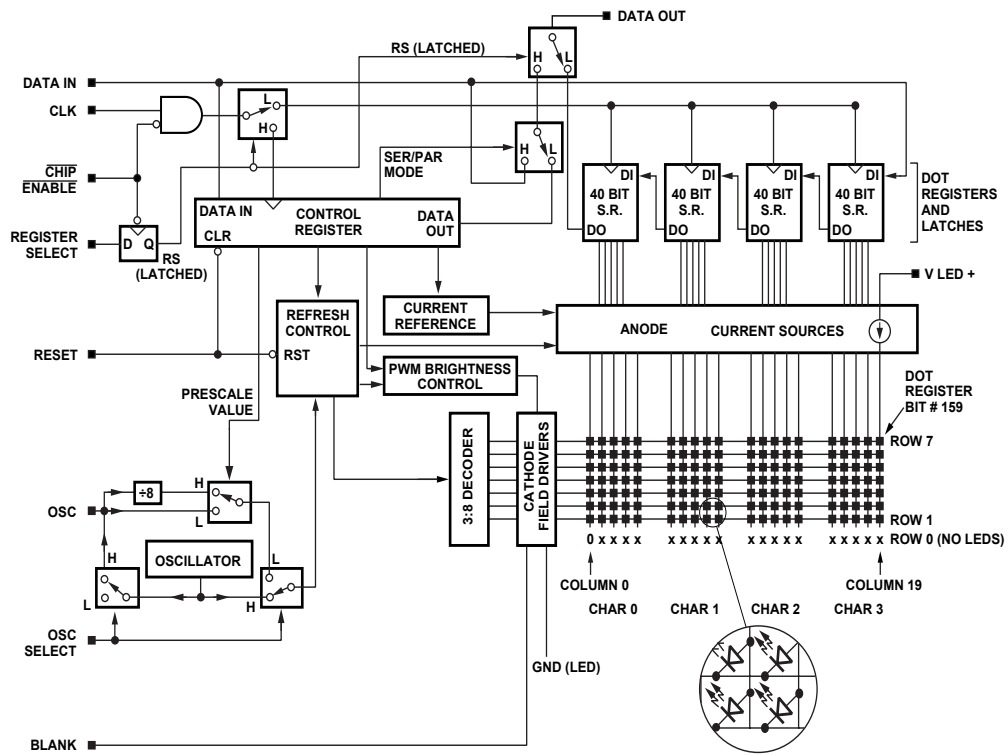 DATA OUT
RS (LATCHED)
H
L
DATA IN
CLK
L
H
H
L
SER/PAR
MODE
CHIP
ENABLE
DI
40 BIT
S.R.
DO
DI
40 BIT
S.R.
DO
DI
40 BIT
S.R.
DO
DI
40 BIT
S.R.
DO
DOT
REGISTERS
AND
LATCHES
DATA IN
CONTROL
REGISTER
DATA
OUT
CLR
REGISTER
SELECT
D Q
RS
(LATCHED)
V LED +
REFRESH
CONTROL
RST
CURRENT
REFERENCE
ANODE CURRENT SOURCES
RESET
PWM BRIGHTNESS
CONTROL
PRESCALE
VALUE
DOT
REGISTER
BIT # 159
3:8 DECODER
CATHODE
FIELD DRIVERS
ROW 7
ROW 1
0 x x x x x x x x x x x x x x x x x x x ROW 0 (NO LEDS)
OSC
÷8
H
L
H
L
OSCILLATOR
L
H
COLUMN 0
COLUMN 19
CHAR 0 CHAR 1 CHAR 2 CHAR 3
OSC
SELECT
GND (LED)
BLANK